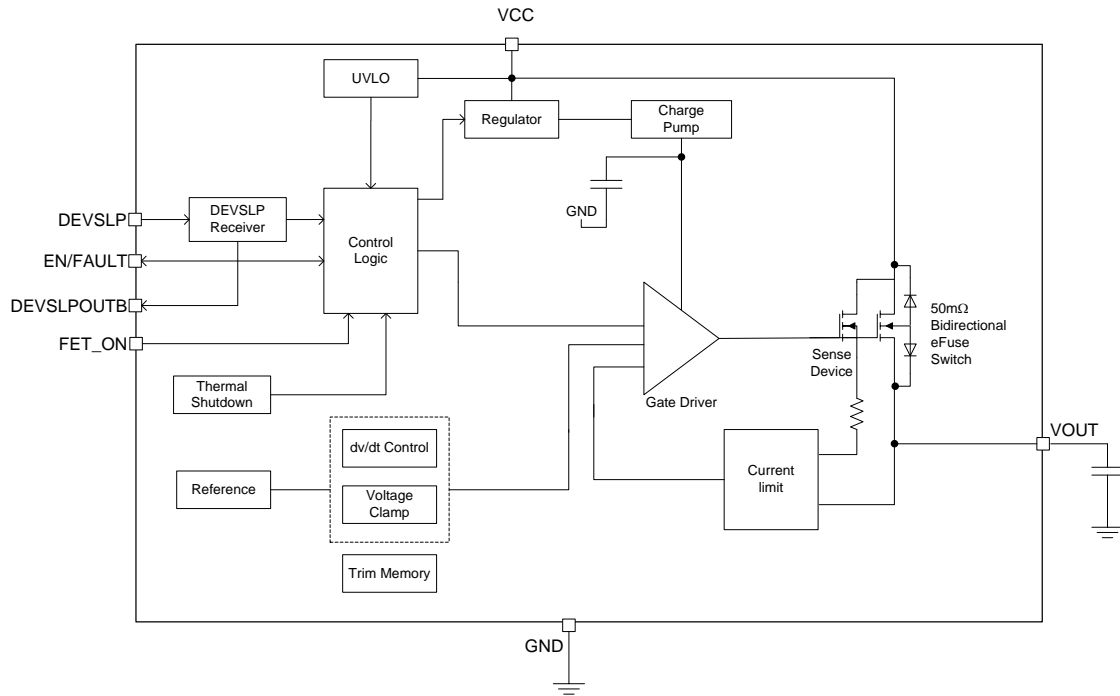 VCC
UVLO
Regulator
Charge
Pump
GND
DEVSLP
DEVSLP
Receiver
Control
Logic
EN/FAULT
DEVSLPOUTB
FET_ON
50mΩ
Bidirectional
eFuse
Switch
Sense
Device
Thermal
Shutdown
Gate Driver
dv/dt Control
VOUT
Reference
Voltage
Clamp
Current
limit
Trim Memory
GND